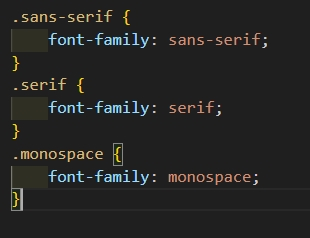 .sans-serif {
    font-family: sans-serif;
}
.serif {
    font-family: serif;
}
.monospace {
    font-family: monospace;
}